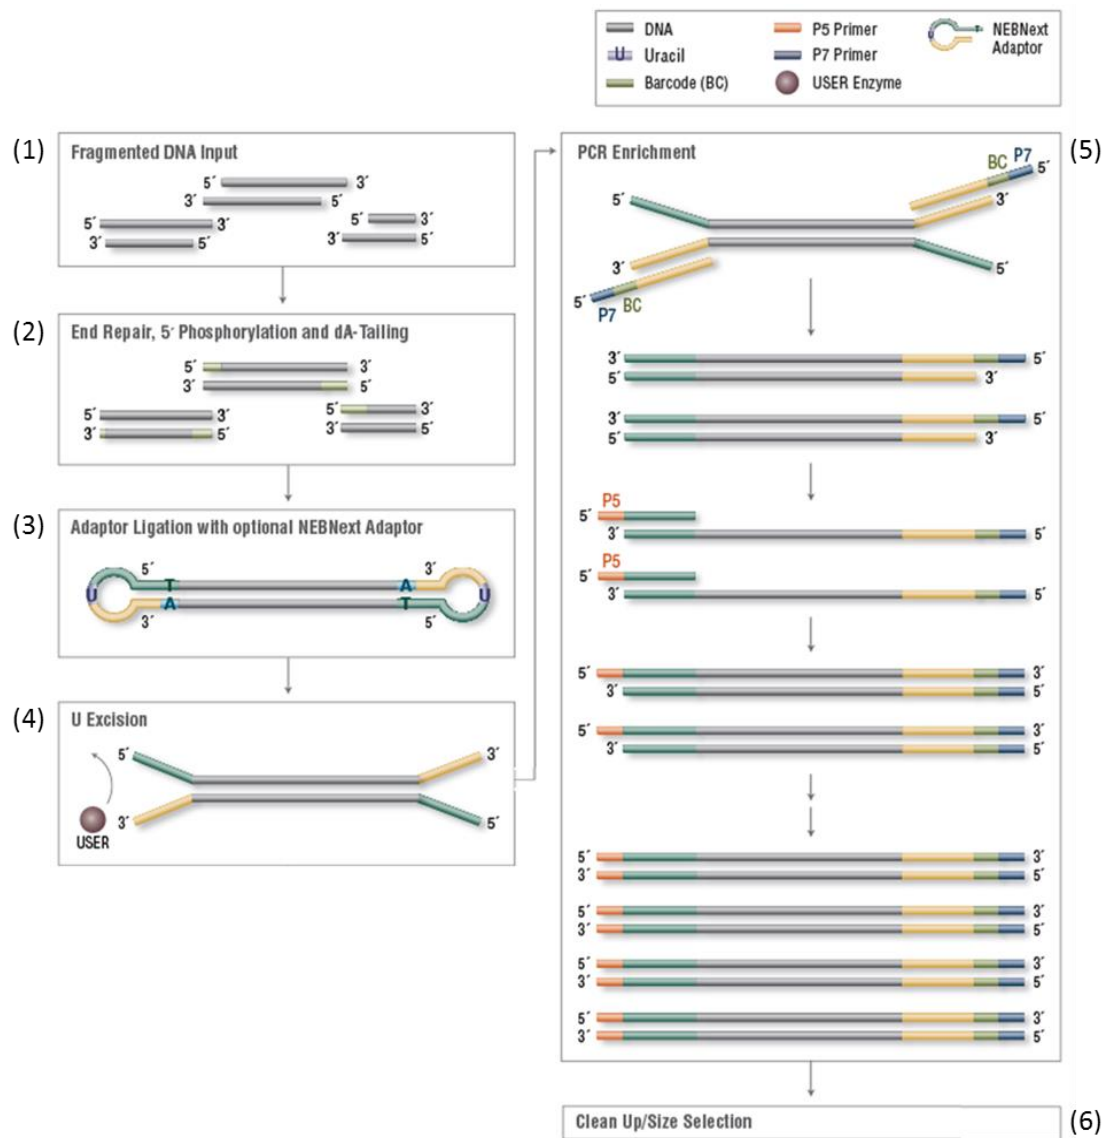 DNA
Uracil
U
Barcode (BC)
P5 Primer
P7 Primer
USER Enzyme
U
T
NEBNext
Adaptor
(1)
Fragmented DNA Input
5´ 3´
3´ 5´
5´ 3´
3´ 5´
5´ 3´
3´ 5´
(2)
End Repair, 5´ Phosphorylation and dA-Tailing
5´ 3´
3´ 5´
5´ 3´
3´ 5´
5´ 3´
3´ 5´
(3)
Adaptor Ligation with optional NEBNext Adaptor
5´ 3´
T A
U U
A T
3´ 5´
(4)
U Excision
5´ 3´
3´ 5´
USER
(5)
PCR Enrichment
BC P7 5´
5´ 3´
3´ 5´
5´ P7 BC
3´ 5´
5´ 3´
3´ 5´
5´ 3´
P5
5´
3´ 5´
P5
5´
3´ 5´
5´ 3´
3´ 5´
5´ 3´
3´ 5´
5´ 3´
3´ 5´
5´ 3´
3´ 5´
5´ 3´
3´ 5´
5´ 3´
3´ 5´
Clean Up/Size Selection
(6)